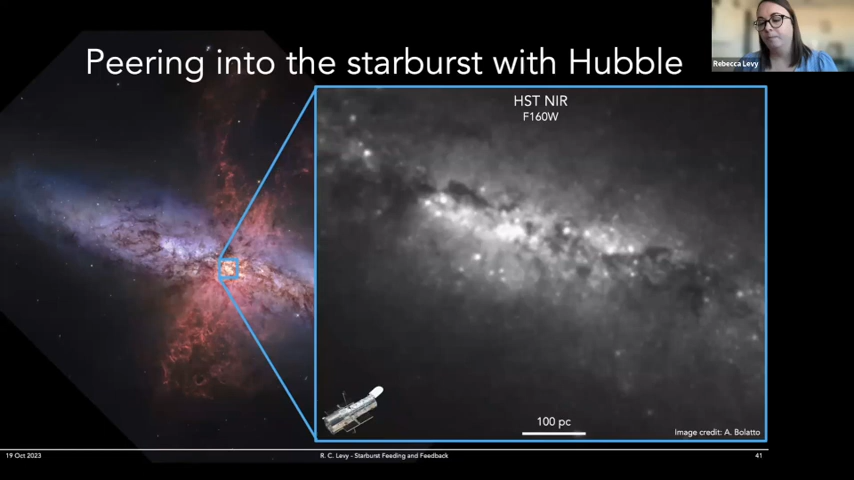 Peering into the starburst with Hubble
Rebecca Levy
HST NIR
F160W
100 pc
Image credit: A. Bolatto
19 Oct 2023
R. C. Levy - Starburst Feeding and Feedback
41